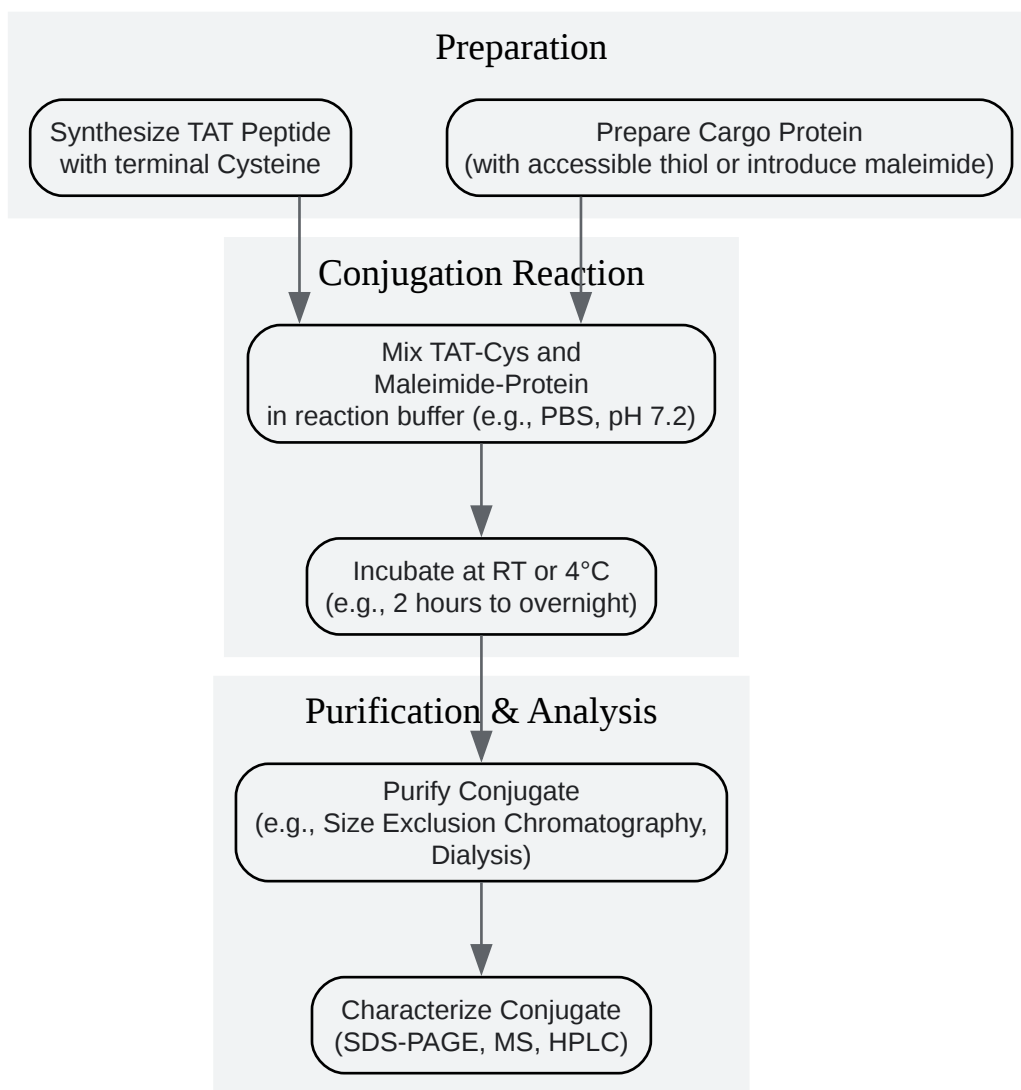 Preparation
Synthesize TAT Peptide
with terminal Cysteine
Prepare Cargo Protein
(with accessible thiol or introduce maleimide)
Conjugation Reaction
Mix TAT-Cys and
Maleimide-Protein
in reaction buffer (e.g., PBS, pH 7.2)
Incubate at RT or 4°C
(e.g., 2 hours to overnight)
Purification & Analysis
Purify Conjugate
(e.g., Size Exclusion Chromatography,
Dialysis)
Characterize Conjugate
(SDS-PAGE, MS, HPLC)